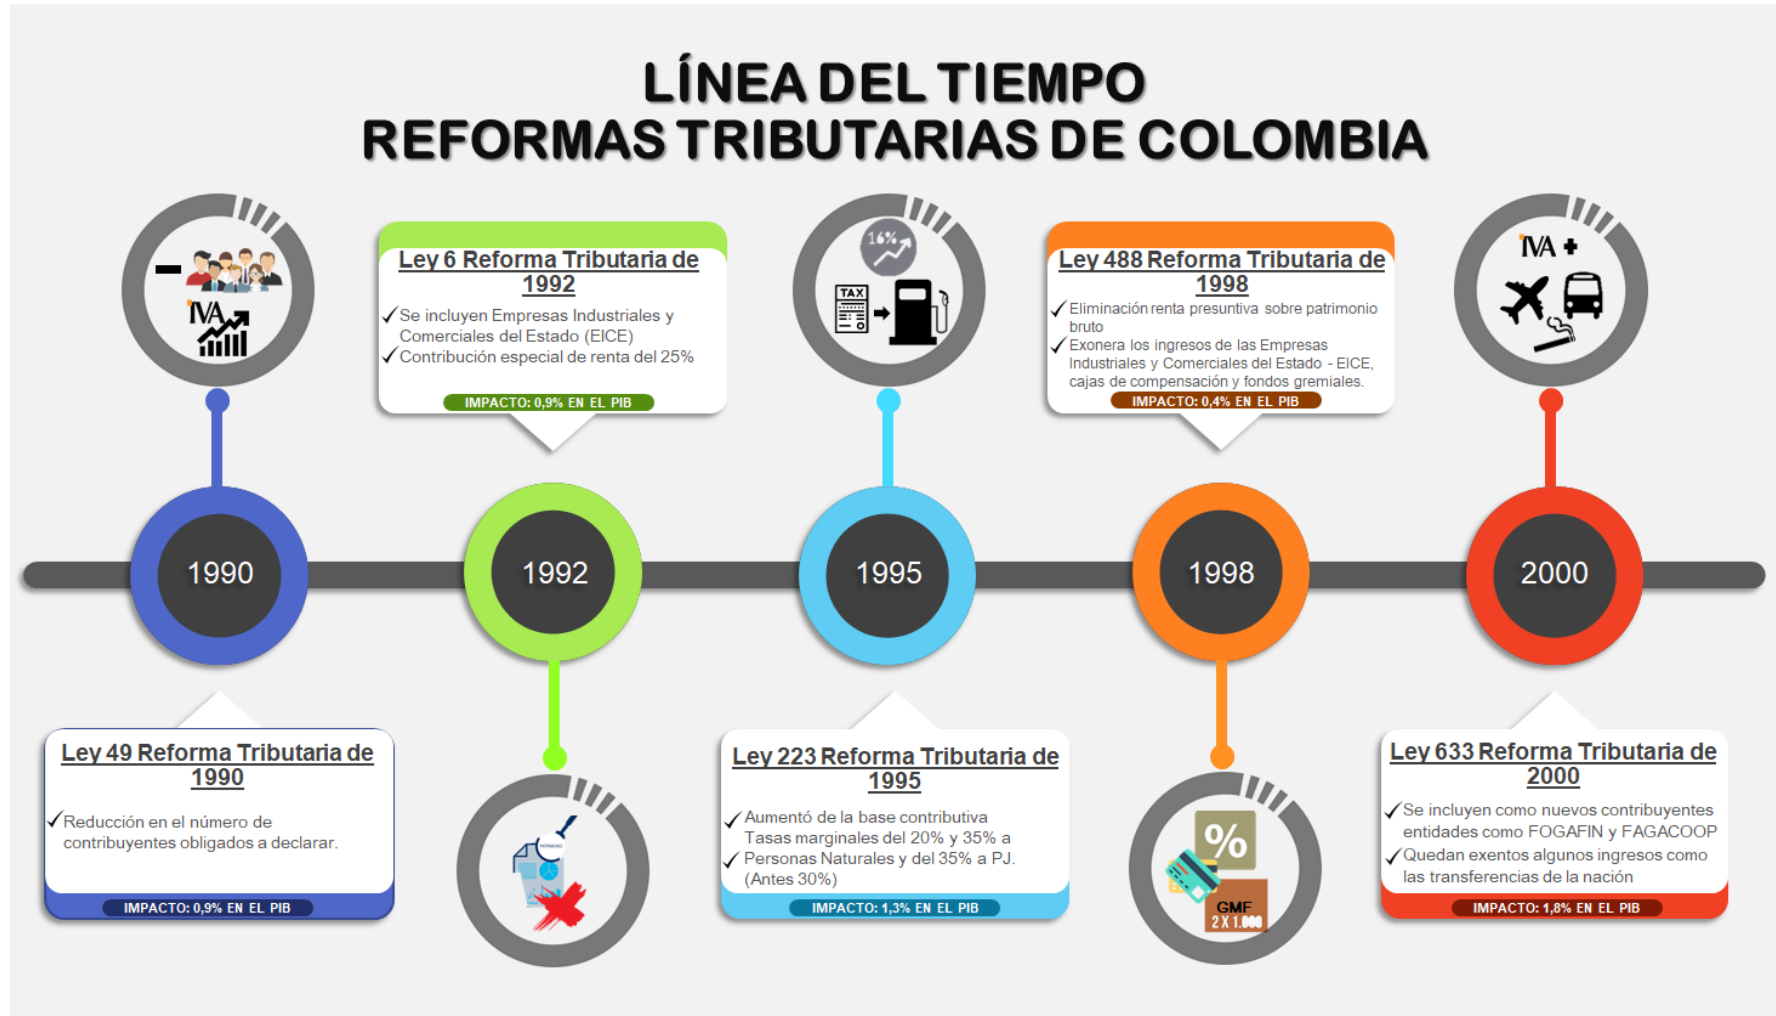 LÍNEA DEL TIEMPO
REFORMAS TRIBUTARIAS DE COLOMBIA
IVA
Ley 6 Reforma Tributaria de
1992
Se incluyen Empresas Industriales y
Comerciales del Estado (EICE)
Contribución especial de renta del 25%
IMPACTO: 0,9% EN EL PIB
16%
TAX
Ley 488 Reforma Tributaria de
1998
Eliminación renta presuntiva sobre patrimonio
bruto
Exonera los ingresos de las Empresas
Industriales y Comerciales del Estado - EICE,
cajas de compensación y fondos gremiales.
IMPACTO: 0,4% EN EL PIB
IVA +
1990
1992
1995
1998
2000
Ley 49 Reforma Tributaria de
1990
Reducción en el número de
contribuyentes obligados a declarar.
IMPACTO: 0,9% EN EL PIB
PATRIMONIO
Ley 223 Reforma Tributaria de
1995
Aumentó de la base contributiva
Tasas marginales del 20% y 35% a
Personas Naturales y del 35% a PJ.
(Antes 30%)
IMPACTO: 1,3% EN EL PIB
%
GMF
2 X 1.000
Ley 633 Reforma Tributaria de
2000
Se incluyen como nuevos contribuyentes
entidades como FOGAFIN y FAGACOOP
Quedan exentos algunos ingresos como
las transferencias de la nación
IMPACTO: 1,8% EN EL PIB